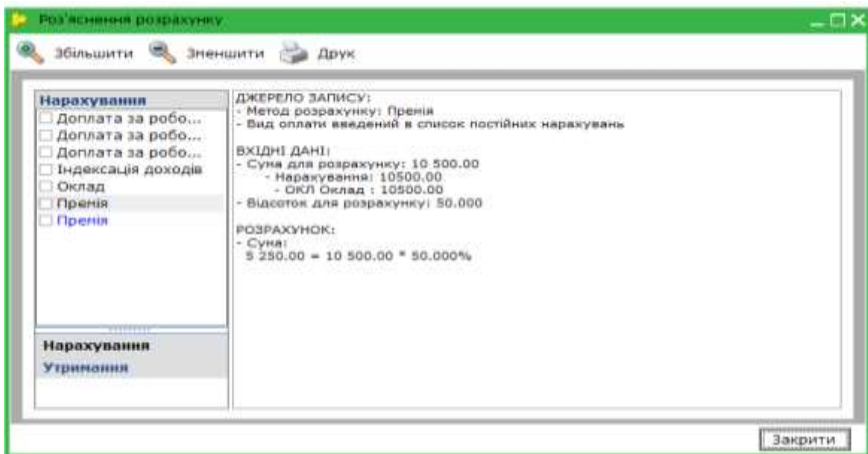 Роз'яснення розрахунку
Збільшити Зменшити Друк
Нарахування
Доплата за робо...
Доплата за робо...
Доплата за робо...
Індексація доходів
Оклад
Премія
Премія
Нарахування
Утримання
ДЖЕРЕЛО ЗАПИСУ:
- Метод розрахунку: Премія
- Вид оплати введений в список постійних нарахувань
ВХІДНІ ДАНІ:
- Сума для розрахунку: 10 500.00
- Нарахування: 10500.00
- ОКЛ Оклад : 10500.00
- Відсоток для розрахунку: 50.000
РОЗРАХУНОК:
- Сума:
5 250.00 = 10 500.00 * 50.000%
Закрити